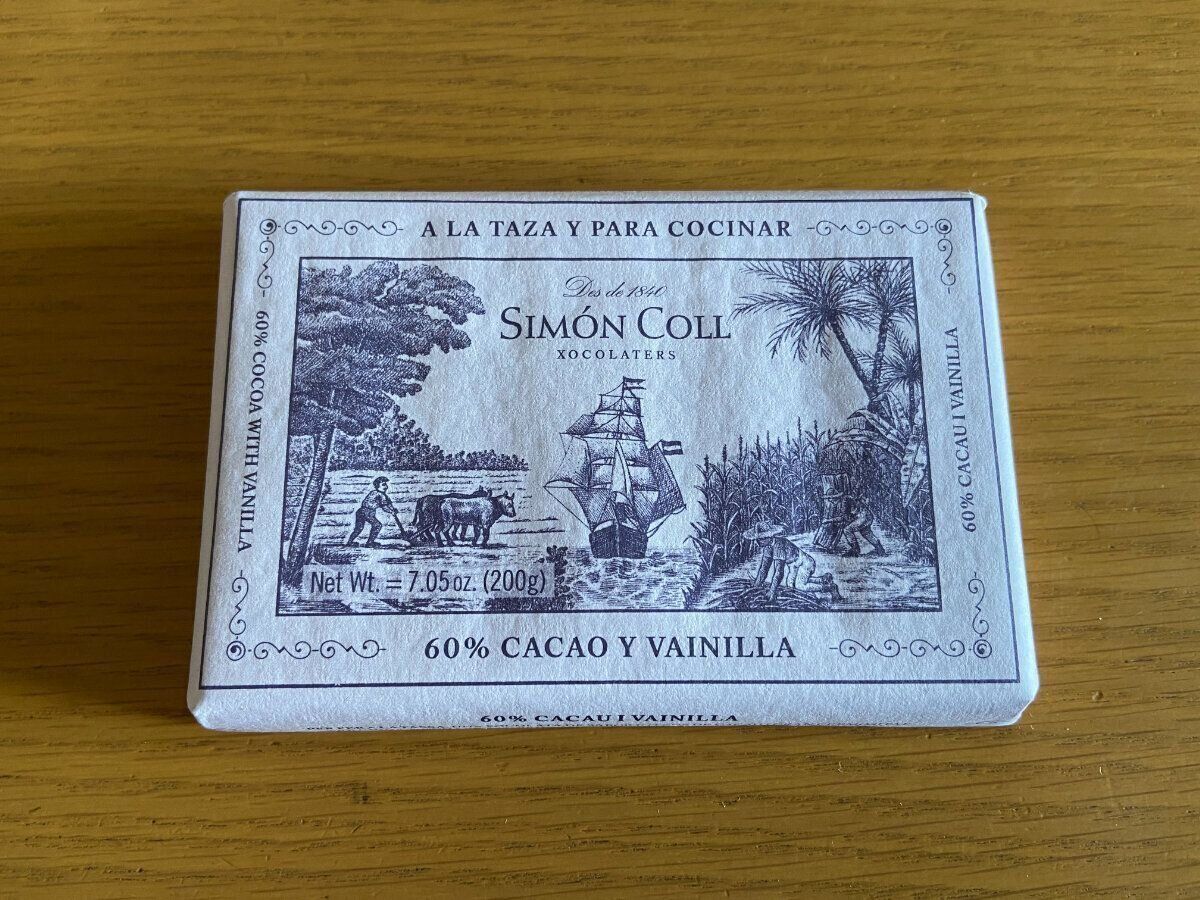 A LA TAZA Y PARA COCINAR
Des de 1840
SIMÓN COLL
XOCOLATERS
60% COCOA WITH VANILLA
60% CACAU I VAINILLA
Net Wt. = 7.05 oz. (200g)
60% CACAO Y VAINILLA
60% CACAU I VAINILLA